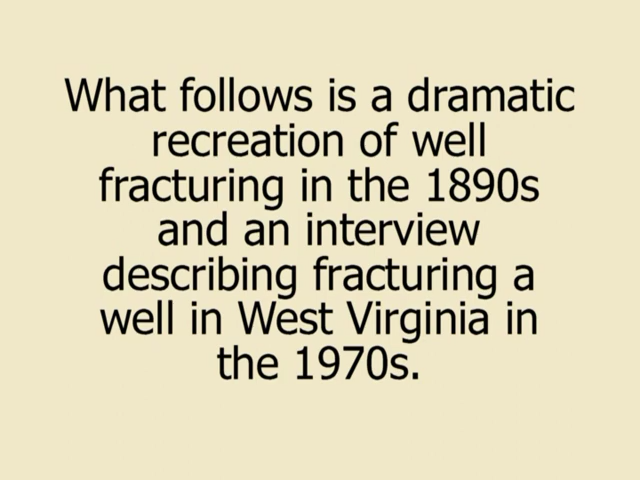 What follows is a dramatic
recreation of well
fracturing in the 1890s
and an interview
describing fracturing a
well in West Virginia in
the 1970s.